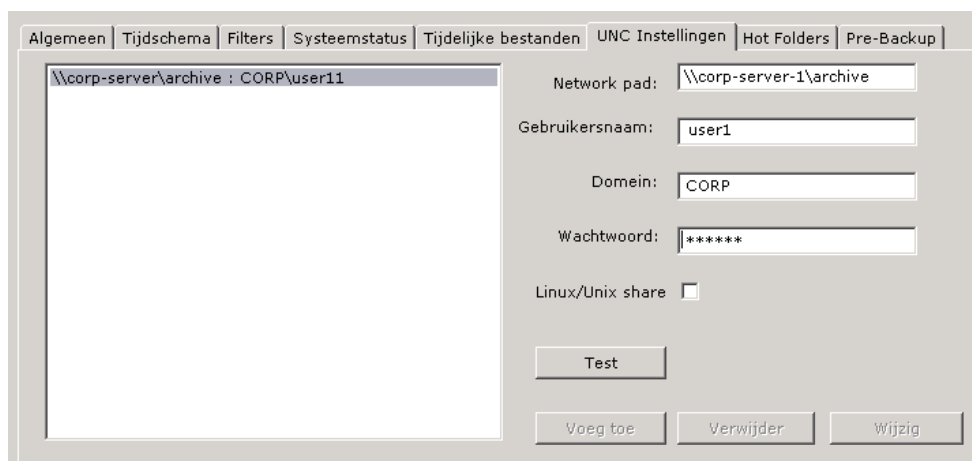 Algemeen Tijdschema Filters Systeemstatus Tijdelijke bestanden UNC Instellingen Hot Folders Pre-Backup
\\corp-server\archive : CORP\user11
Network pad: \\corp-server-1\archive
Gebruikersnaam: user1
Domein: CORP
Wachtwoord: ******
Linux/Unix share
Test
Voeg toe Verwijder Wijzig